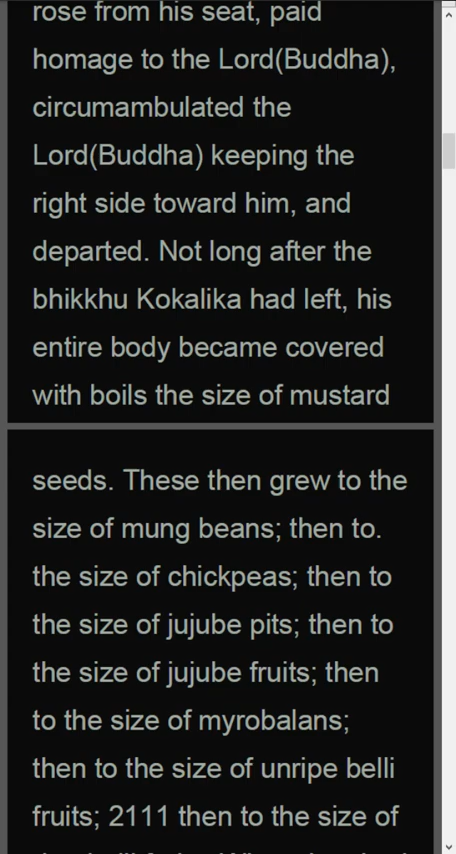 rose from his seat, paid
homage to the Lord(Buddha),
circumambulated the
Lord(Buddha) keeping the
right side toward him, and
departed. Not long after the
bhikkhu Kokalika had left, his
entire body became covered
with boils the size of mustard
seeds. These then grew to the
size of mung beans; then to.
the size of chickpeas; then to
the size of jujube pits; then to
the size of jujube fruits; then
to the size of myrobalans;
then to the size of unripe belli
fruits; 2111 then to the size of